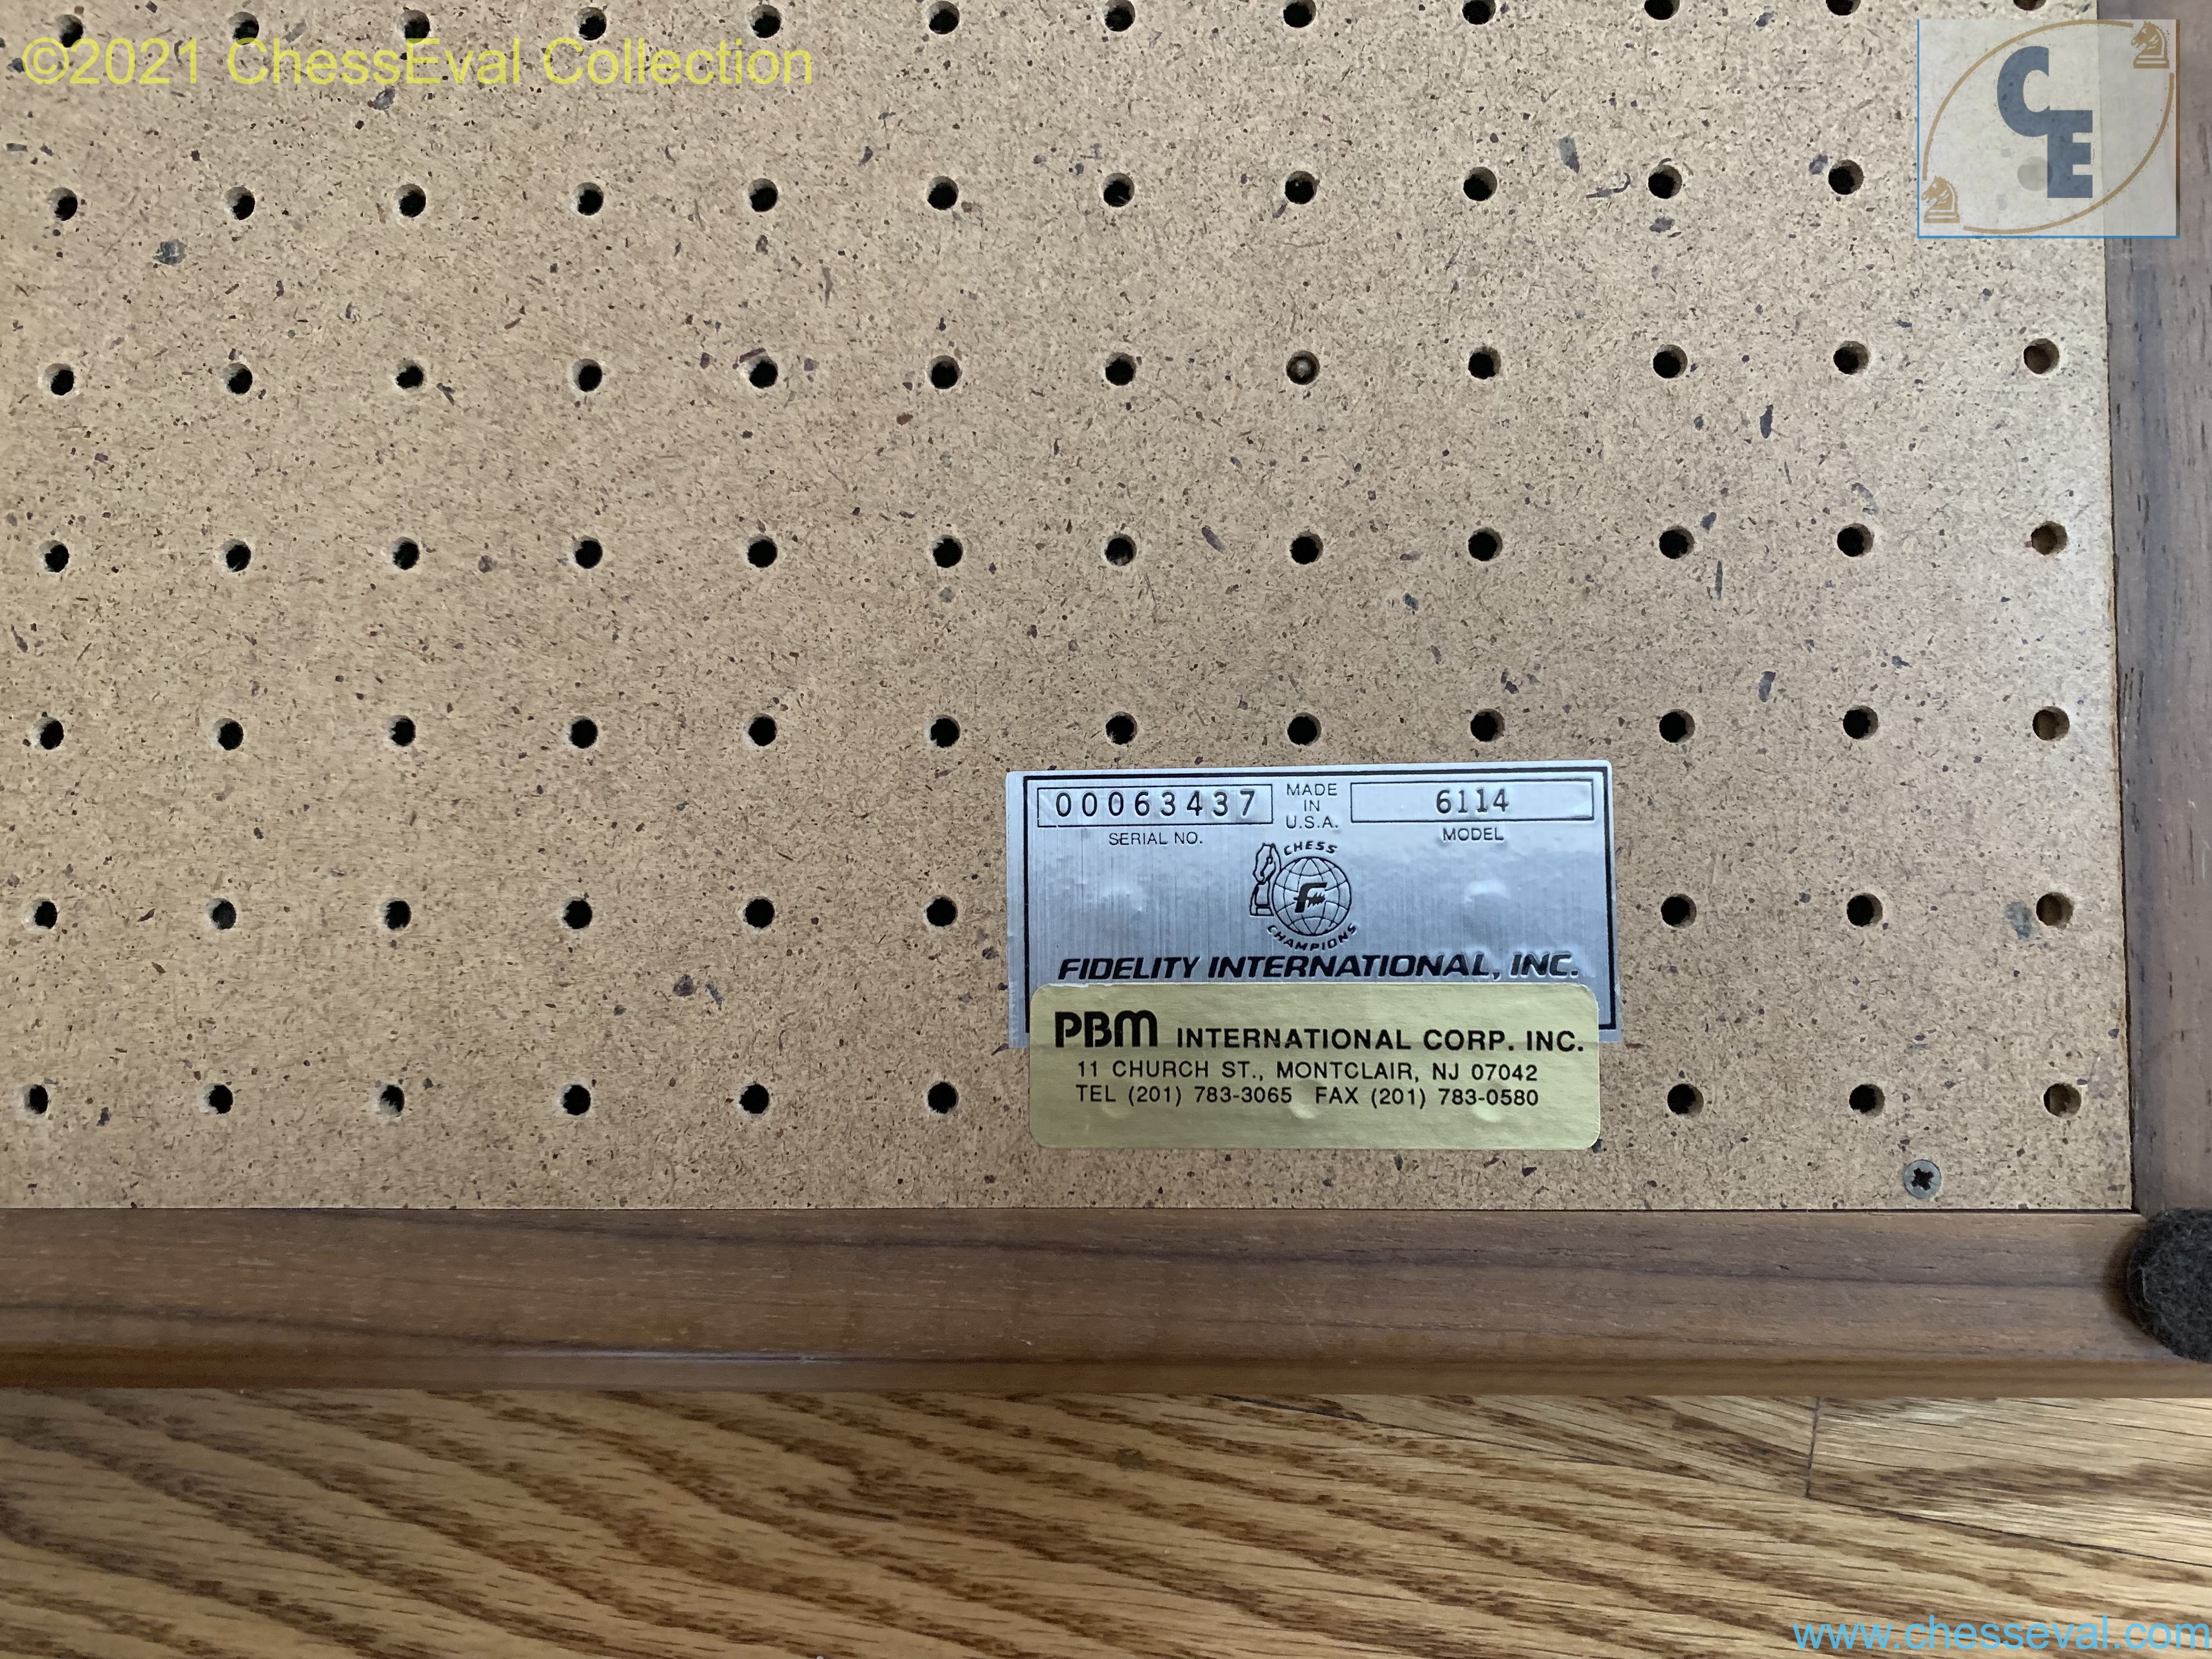 ©2021 ChessEval Collection
CE
00063437
SERIAL NO.
MADE
IN
U.S.A.
6114
MODEL
CHESS
F
CHAMPIONS
FIDELITY INTERNATIONAL, INC.
PBM INTERNATIONAL CORP. INC.
11 CHURCH ST., MONTCLAIR, NJ 07042
TEL (201) 783-3065 FAX (201) 783-0580
www.chesseval.com